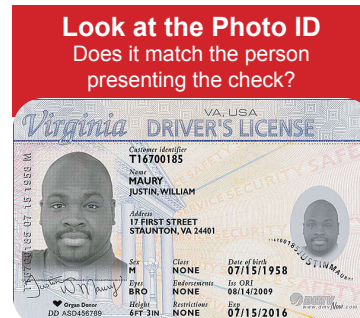 Look at the Photo ID
Does it match the person
presenting the check?
VA, USA
Virginia DRIVER'S LICENSE
Customer identifier
T16700185
Name
MAURY
JUSTIN, WILLIAM
Address
17 FIRST STREET
STAUNTON, VA 24401
Sex
M
Class
NONE
Date of birth
07/15/1958
Eyes
BRO
Endorsements
NONE
Iss ORI
08/14/2009
Height
6FT 3IN
Restrictions
NONE
Exp
07/15/2016
Justin W Maury
Organ Donor
DD ASD456789